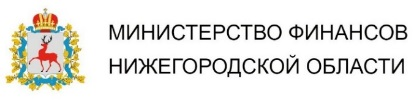 МИНИСТЕРСТВО ФИНАНСОВ
НИЖЕГОРОДСКОЙ ОБЛАСТИ